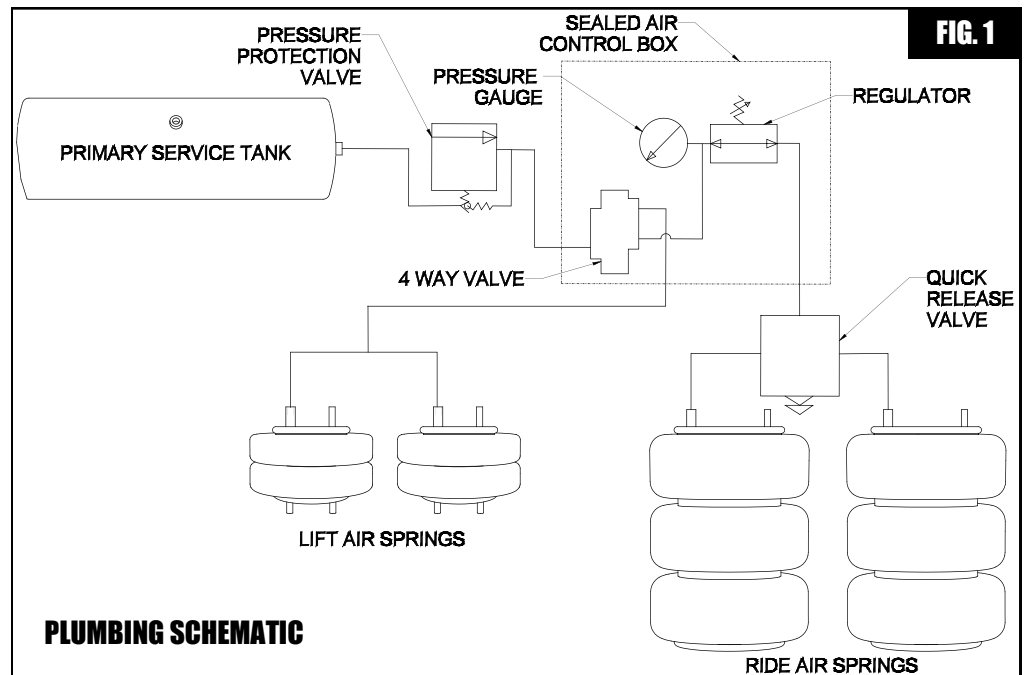 FIG. 1
SEALED AIR
CONTROL BOX
PRESSURE
PROTECTION
VALVE
PRESSURE
GAUGE
REGULATOR
PRIMARY SERVICE TANK
4 WAY VALVE
QUICK
RELEASE
VALVE
LIFT AIR SPRINGS
PLUMBING SCHEMATIC
RIDE AIR SPRINGS